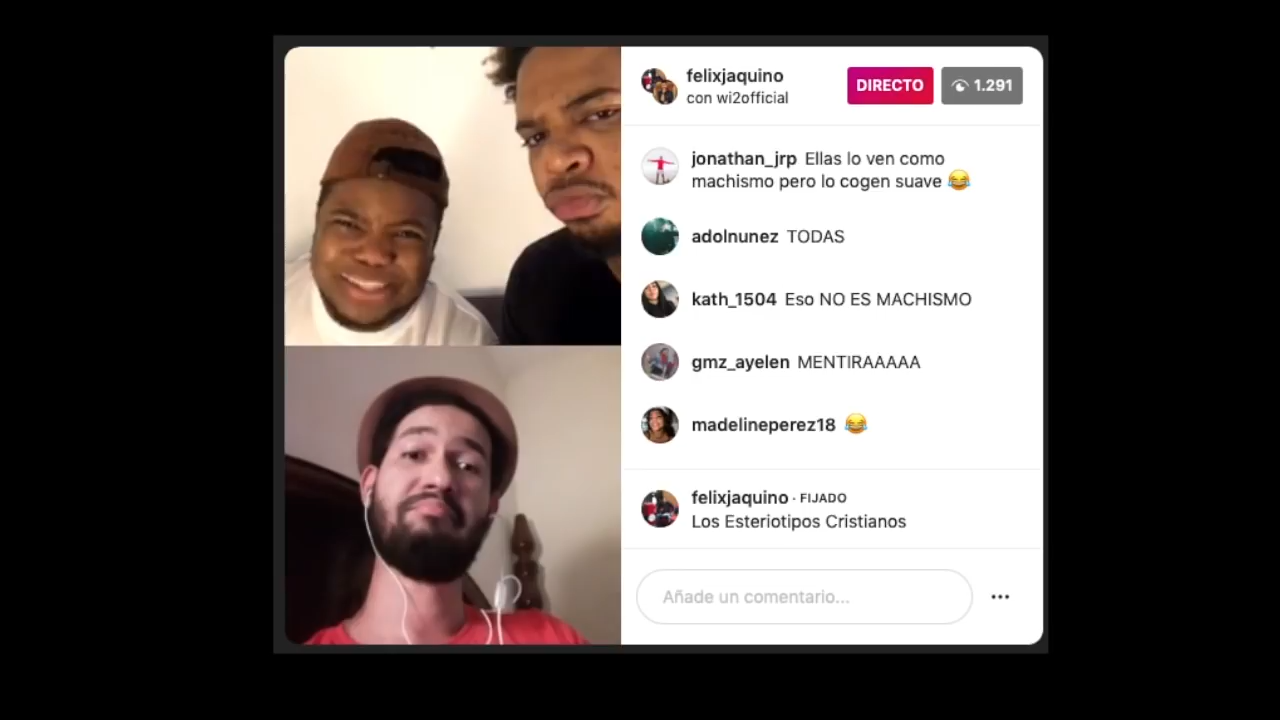 felixjaquino
con wi2official
DIRECTO
1.291
jonathan_jrp Ellas lo ven como
machismo pero lo cogen suave 😂
adolnunez TODAS
kath_1504 Eso NO ES MACHISMO
gmz_ayelen MENTIRAAAAA
madelineperez18 😂
felixjaquino · FIJADO
Los Esteriotipos Cristianos
Añade un comentario...